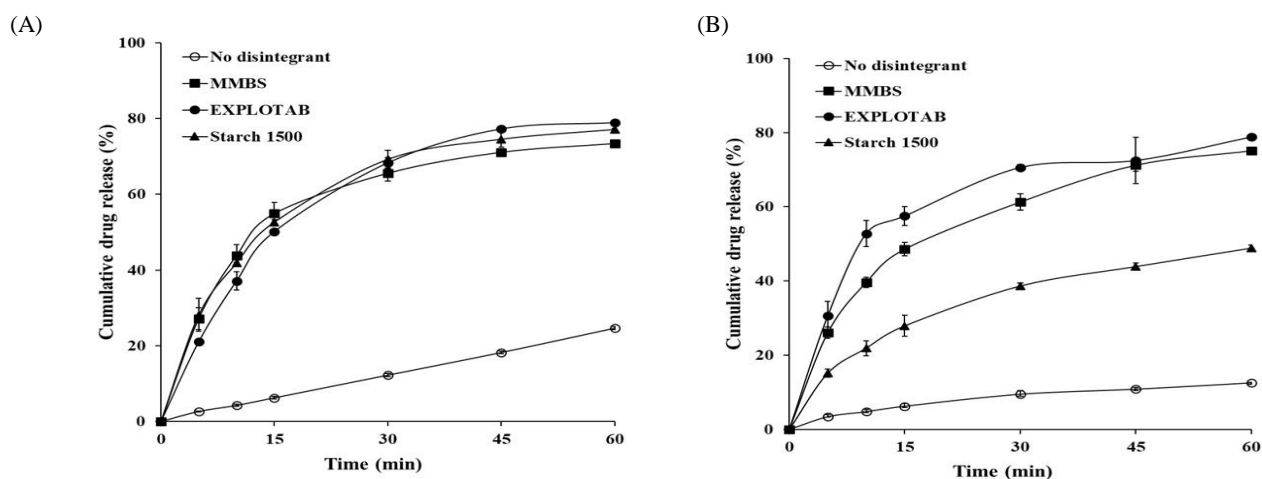 (A)
100
80
60
40
20
0
Cumulative drug release (%)
No disintegrant
MMBS
EXPLOTAB
Starch 1500
0 15 30 45 60
Time (min)
(B)
100
80
60
40
20
0
Cumulative drug release (%)
No disintegrant
MMBS
EXPLOTAB
Starch 1500
0 15 30 45 60
Time (min)